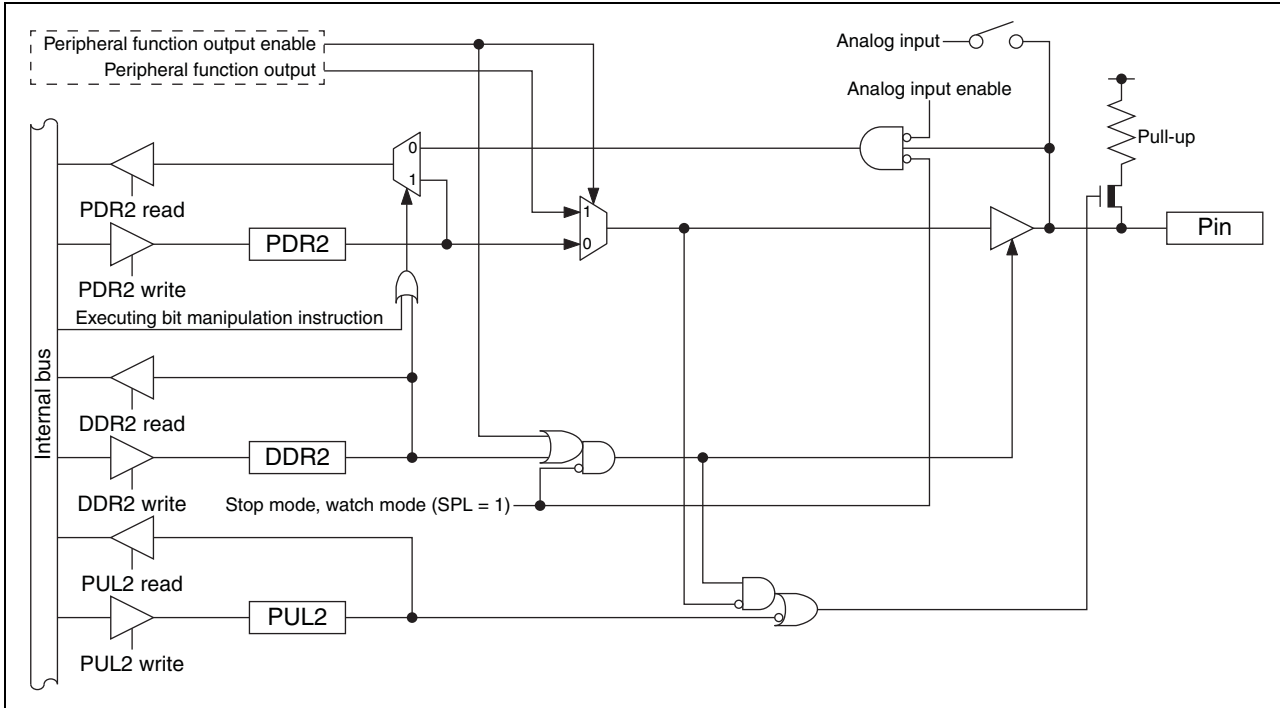 Peripheral function output enable
Peripheral function output
Analog input
Analog input enable
Pull-up
0
1
PDR2 read
1
0
PDR2
Pin
PDR2 write
Executing bit manipulation instruction
Internal bus
DDR2 read
DDR2
DDR2 write
Stop mode, watch mode (SPL = 1)
PUL2 read
PUL2
PUL2 write